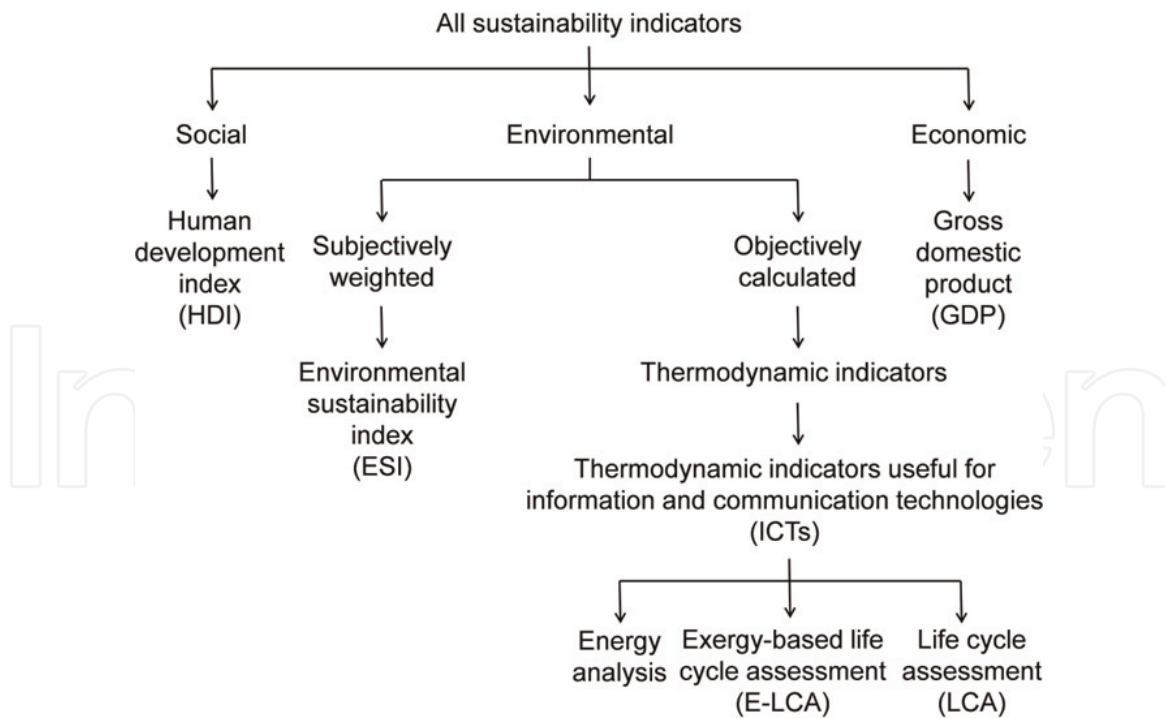 All sustainability indicators
Social
Environmental
Economic
Human
development
index
(HDI)
Subjectively
weighted
Objectively
calculated
Gross
domestic
product
(GDP)
Environmental
sustainability
index
(ESI)
Thermodynamic indicators
Thermodynamic indicators useful for
information and communication technologies
(ICTs)
Energy
analysis
Exergy-based life
cycle assessment
(E-LCA)
Life cycle
assessment
(LCA)